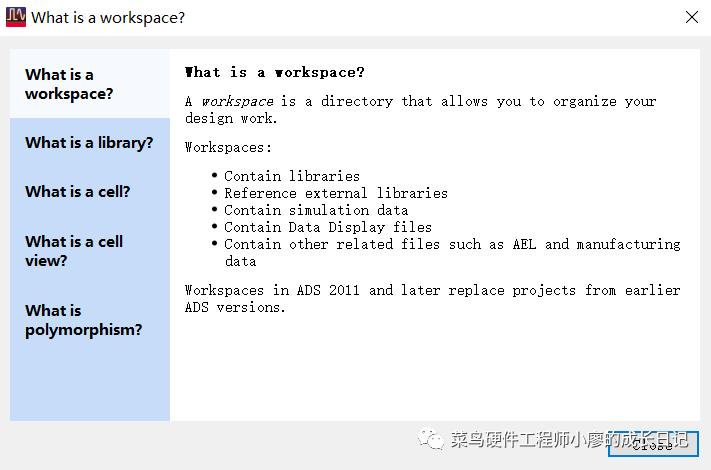 What is a workspace?
What is a
workspace?
What is a library?
What is a cell?
What is a cell
view?
What is
polymorphism?
What is a workspace?
A workspace is a directory that allows you to organize your
design work.
Workspaces:
• Contain libraries
• Reference external libraries
• Contain simulation data
• Contain Data Display files
• Contain other related files such as AEL and manufacturing
data
Workspaces in ADS 2011 and later replace projects from earlier
ADS versions.
Close
菜鸟硬件工程师小廖的成长日记